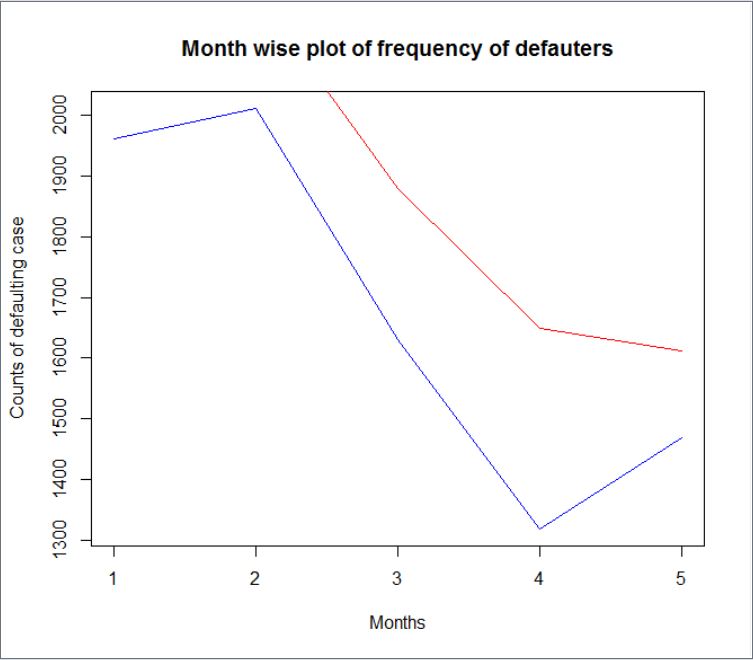 Month wise plot of frequency of defauters
Counts of defaulting case
2000
1900
1800
1700
1600
1500
1400
1300
1 2 3 4 5
Months